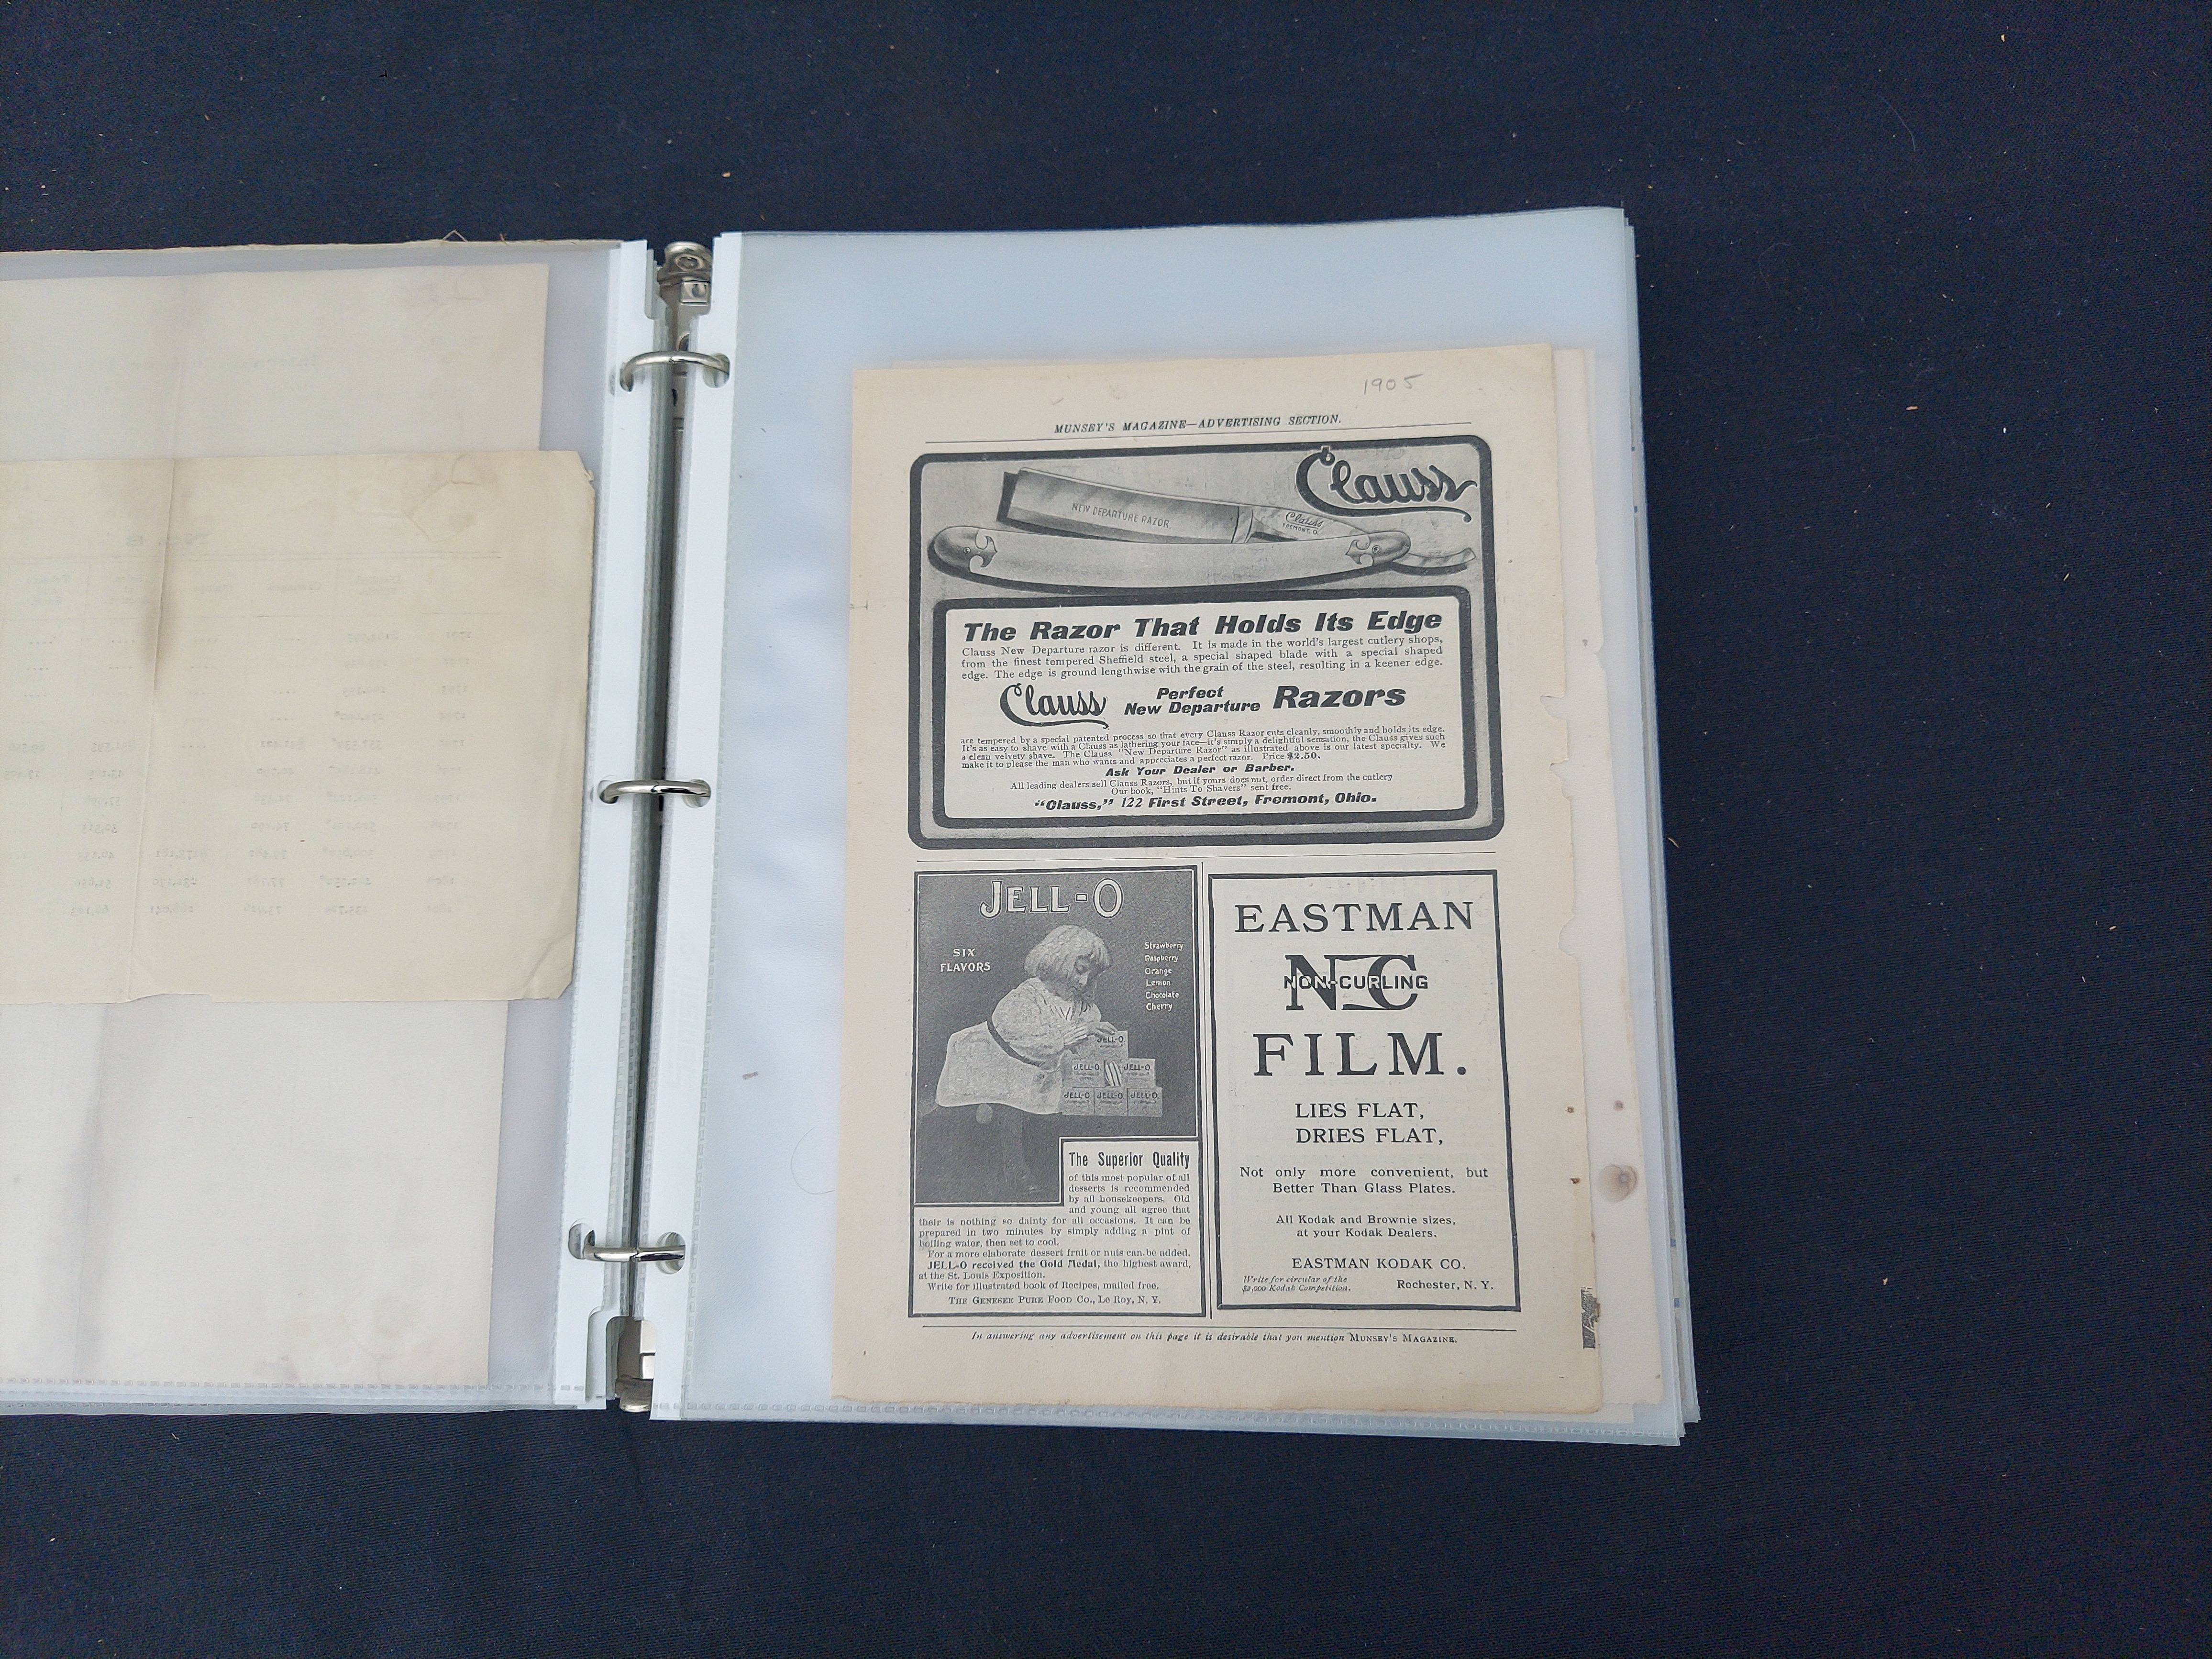 1905
MUNSEY'S MAGAZINE—ADVERTISING SECTION.
Clauss
NEW DEPARTURE RAZOR
Clauss
FREMONT, O.
The Razor That Holds Its Edge
Clauss New Departure razor is different. It is made in the world's largest cutlery shops,
from the finest tempered Sheffield steel, a special shaped blade with a special shaped
edge. The edge is ground lengthwise with the grain of the steel, resulting in a keener edge.
Clauss Perfect New Departure Razors
are tempered by a special patented process so that every Clauss Razor cuts cleanly, smoothly and holds its edge.
It's as easy to shave with a Clauss as lathering your face—it's simply a delightful sensation, the Clauss gives such
a clean velvety shave. The Clauss "New Departure Razor" as illustrated above is our latest specialty. We
make it to please the man who wants and appreciates a perfect razor. Price $2.50.
Ask Your Dealer or Barber.
All leading dealers sell Clauss Razors, but if yours does not, order direct from the cutlery
Our book, "Hints To Shavers" sent free.
"Clauss," 122 First Street, Fremont, Ohio.
JELL-O
SIX
FLAVORS
Strawberry
Raspberry
Orange
Lemon
Chocolate
Cherry
JELL-O
JELL-O JELL-O
JELL-O JELL-O JELL-O
The Superior Quality
of this most popular of all
desserts is recommended
by all housekeepers. Old
and young all agree that
their is nothing so dainty for all occasions. It can be
prepared in two minutes by simply adding a pint of
boiling water, then set to cool.
For a more elaborate dessert fruit or nuts can be added.
JELL-O received the Gold Medal, the highest award,
at the St. Louis Exposition.
Write for illustrated book of Recipes, mailed free.
THE GENESEE PURE FOOD CO., Le Roy, N. Y.
EASTMAN
NC
NON-CURLING
FILM.
LIES FLAT,
DRIES FLAT,
Not only more convenient, but
Better Than Glass Plates.
All Kodak and Brownie sizes,
at your Kodak Dealers.
EASTMAN KODAK CO.
Write for circular of the
$2,000 Kodak Competition.
Rochester, N. Y.
In answering any advertisement on this page it is desirable that you mention MUNSEY'S MAGAZINE.